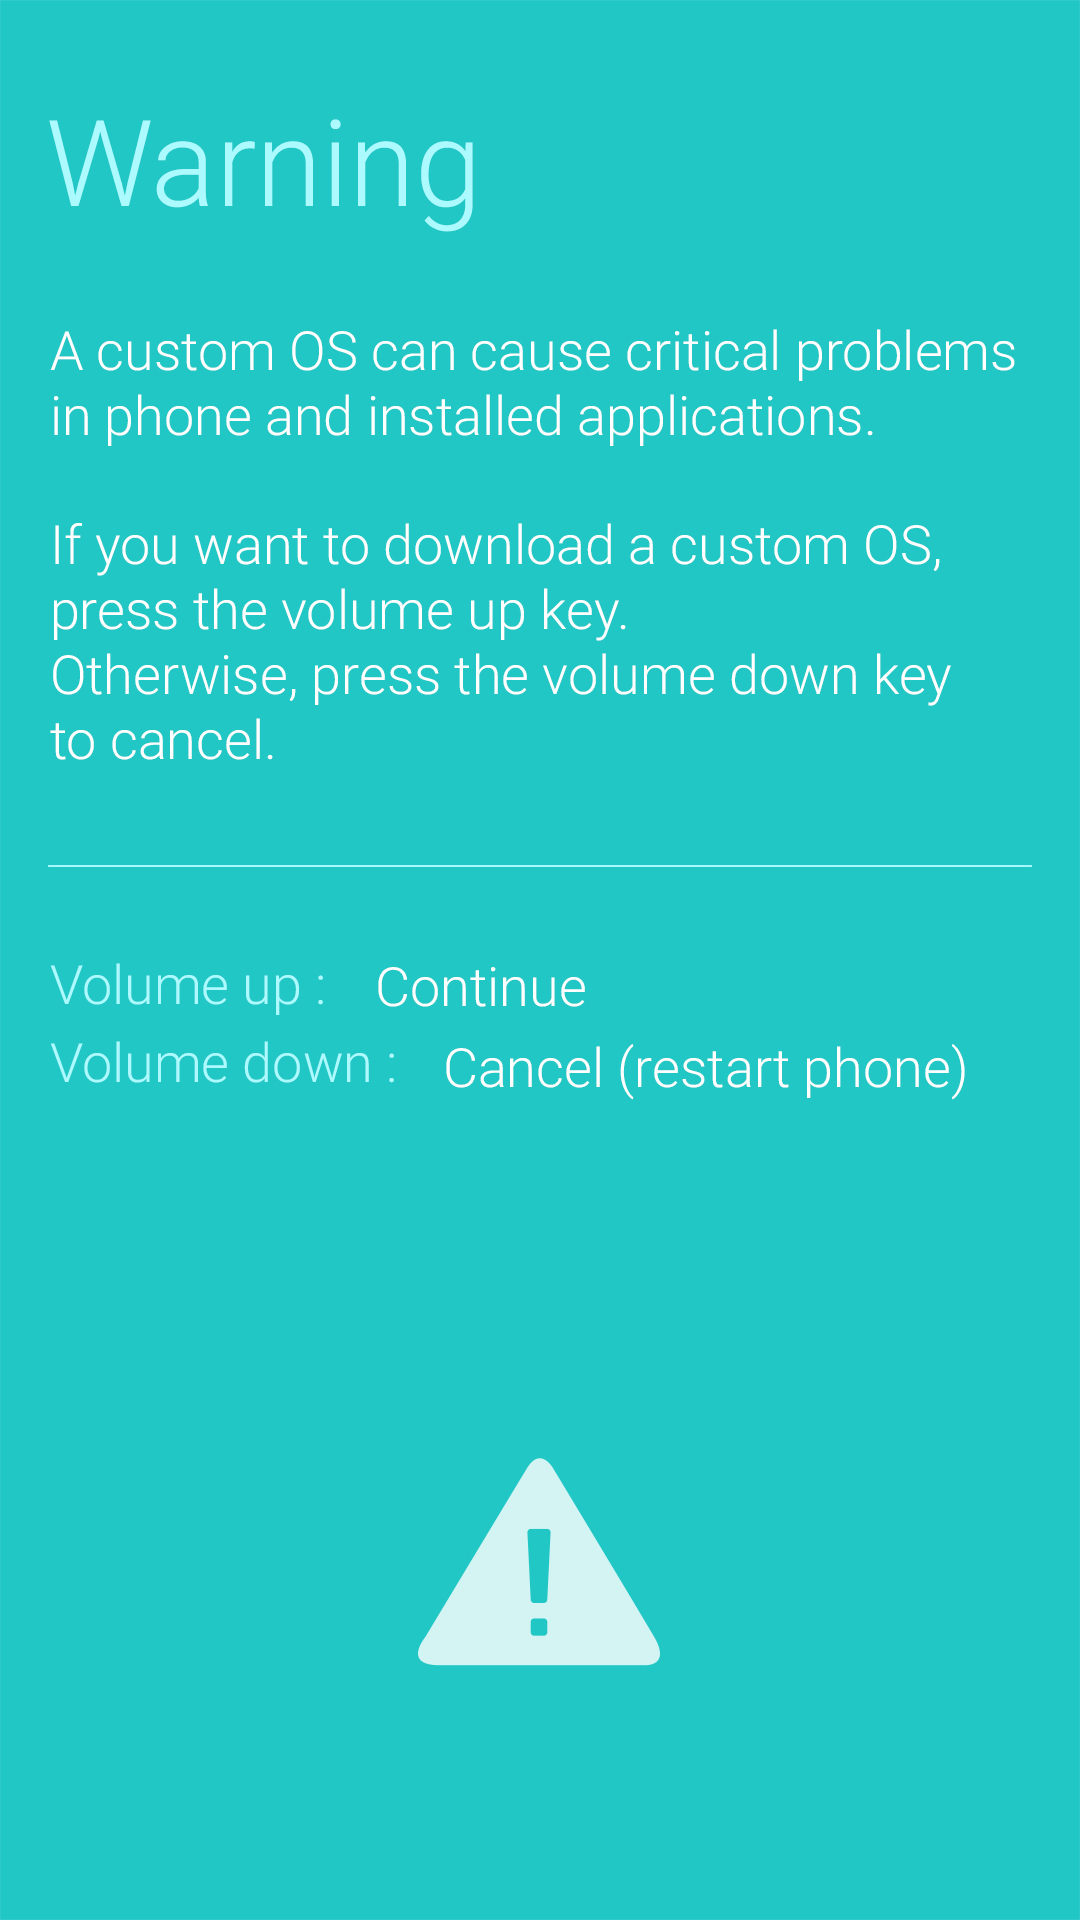 Warning
A custom OS can cause critical problems
in phone and installed applications.
If you want to download a custom OS,
press the volume up key.
Otherwise, press the volume down key
to cancel.
Volume up : Continue
Volume down : Cancel (restart phone)